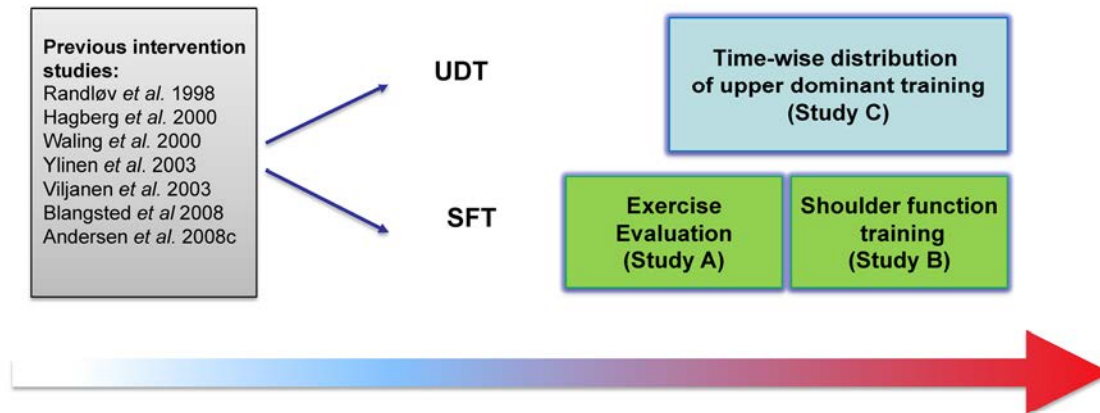 Previous intervention
studies:
Randløv et al. 1998
Hagberg et al. 2000
Waling et al. 2000
Ylinen et al. 2003
Viljanen et al. 2003
Blangsted et al 2008
Andersen et al. 2008c
UDT
SFT
Time-wise distribution
of upper dominant training
(Study C)
Exercise
Evaluation
(Study A)
Shoulder function
training
(Study B)